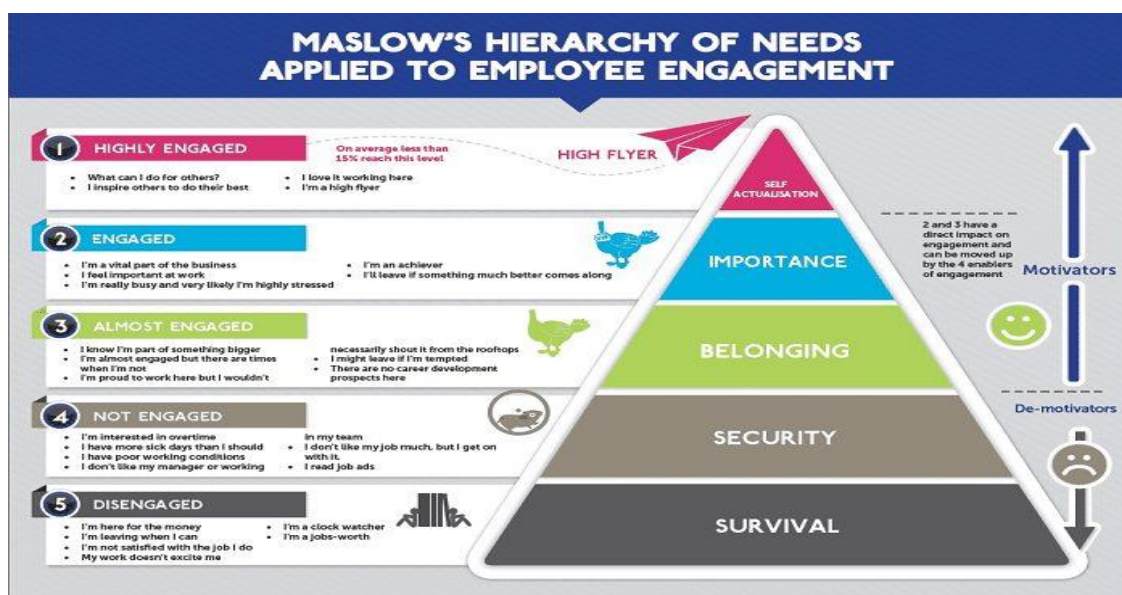 MASLOW'S HIERARCHY OF NEEDS
APPLIED TO EMPLOYEE ENGAGEMENT
1 HIGHLY ENGAGED
On average less than
15% reach this level
HIGH FLYER
• What can I do for others?
• I inspire others to do their best
• I love it working here
• I'm a high flyer
SELF
ACTUALISATION
2 ENGAGED
• I'm a vital part of the business
• I feel important at work
• I'm really busy and very likely I'm highly stressed
• I'm an achiever
• I'll leave if something much better comes along
IMPORTANCE
2 and 3 have a
direct impact on
engagement and
can be moved up
by the 4 enablers
of engagement
Motivators
3 ALMOST ENGAGED
• I know I'm part of something bigger
• I'm almost engaged but there are times
when I'm not
• I'm proud to work here but I wouldn't
necessarily shout it from the rooftops
• I might leave if I'm tempted
• There are no career development
prospects here
BELONGING
De-motivators
4 NOT ENGAGED
• I'm interested in overtime
• I have more sick days than I should
• I have poor working conditions
• I don't like my manager or working
in my team
• I don't like my job much, but I get on
with it.
• I read job ads
SECURITY
5 DISENGAGED
• I'm here for the money
• I'm leaving when I can
• I'm not satisfied with the job I do
• My work doesn't excite me
• I'm a clock watcher
• I'm a jobs-worth
SURVIVAL